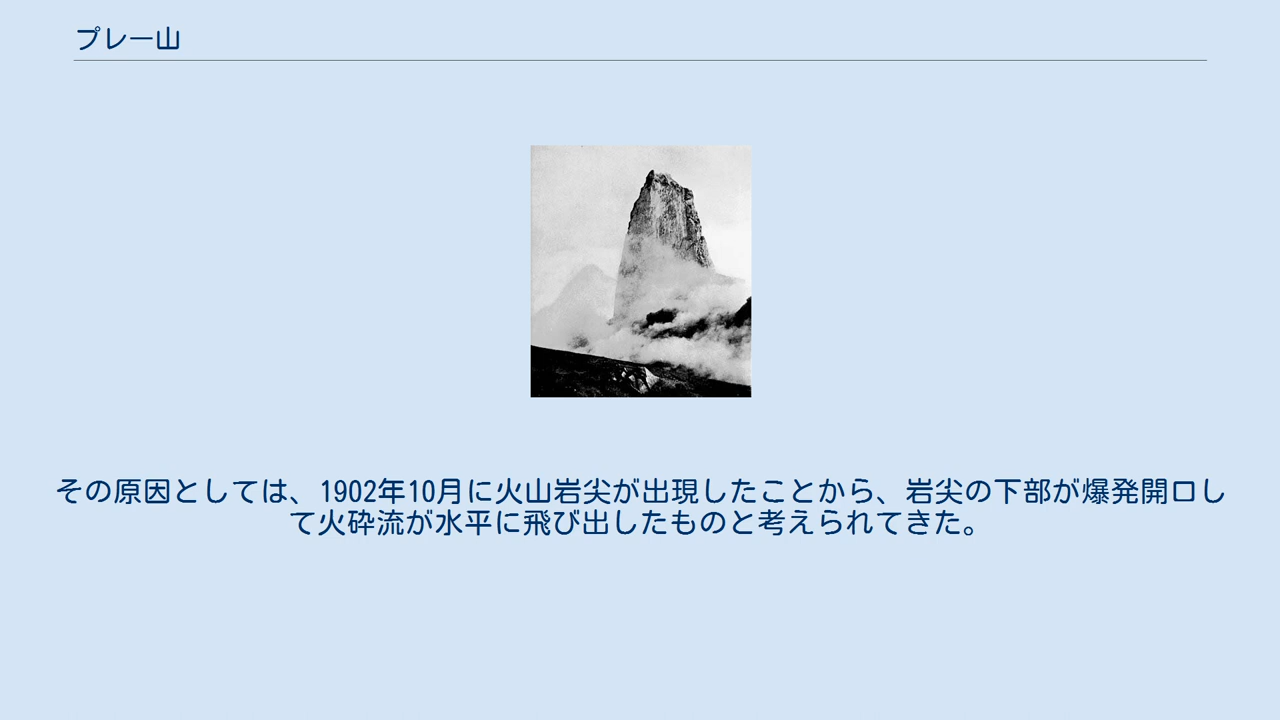 プレー山
その原因としては、1902年10月に火山岩尖が出現したことから、岩尖の下部が爆発開口し
て火砕流が水平に飛び出したものと考えられてきた。